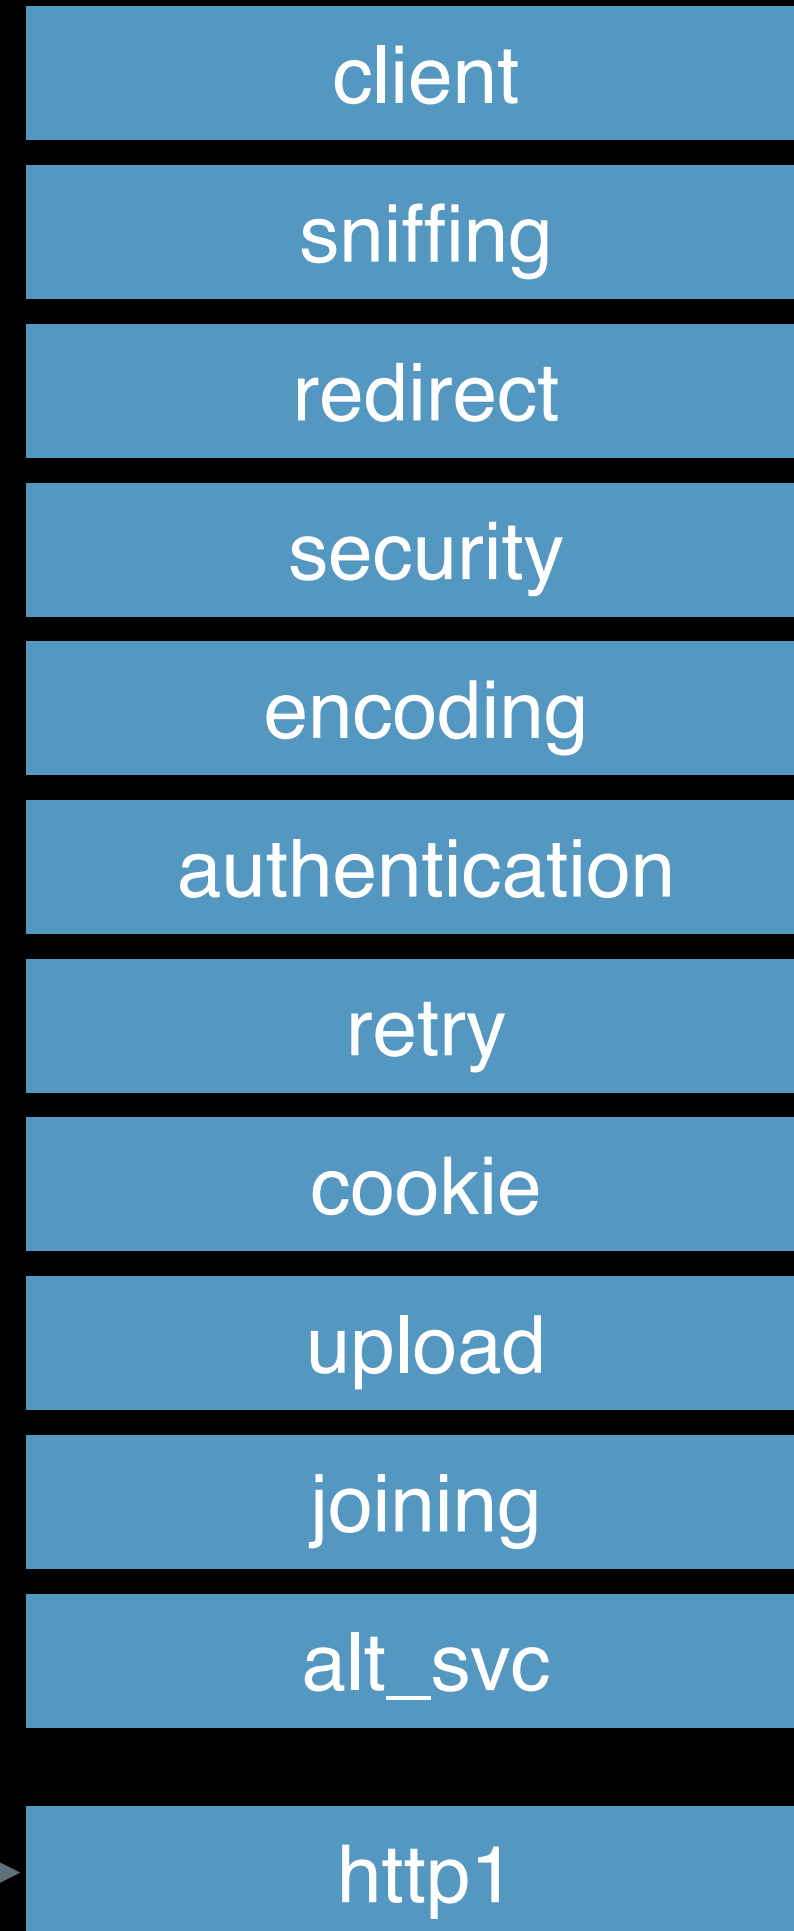 client
sniffing
redirect
security
encoding
authentication
retry
cookie
upload
joining
alt_svc
http1